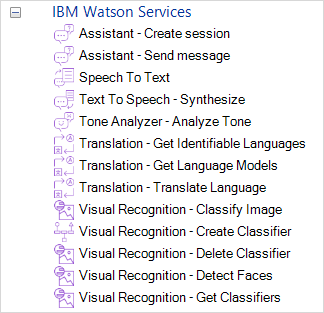 IBM Watson Services
Assistant - Create session
Assistant - Send message
Speech To Text
Text To Speech - Synthesize
Tone Analyzer - Analyze Tone
Translation - Get Identifiable Languages
Translation - Get Language Models
Translation - Translate Language
Visual Recognition - Classify Image
Visual Recognition - Create Classifier
Visual Recognition - Delete Classifier
Visual Recognition - Detect Faces
Visual Recognition - Get Classifiers